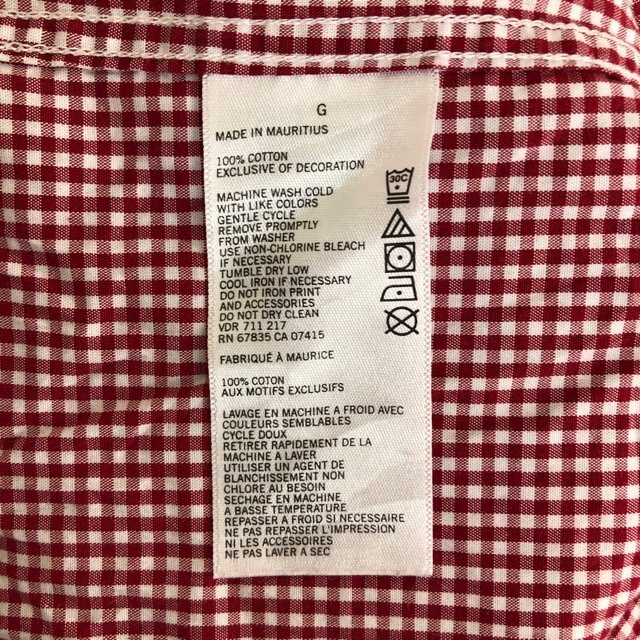 G
MADE IN MAURITIUS
100% COTTON
EXCLUSIVE OF DECORATION
MACHINE WASH COLD
WITH LIKE COLORS
GENTLE CYCLE
REMOVE PROMPTLY
FROM WASHER
USE NON-CHLORINE BLEACH
IF NECESSARY
TUMBLE DRY LOW
COOL IRON IF NECESSARY
DO NOT IRON PRINT
AND ACCESSORIES
DO NOT DRY CLEAN
VDR 711 217
RN 67835 CA 07415
30C
FABRIQUÉ À MAURICE
100% COTON
AUX MOTIFS EXCLUSIFS
LAVAGE EN MACHINE A FROID AVEC
COULEURS SEMBLABLES
CYCLE DOUX
RETIRER RAPIDEMENT DE LA
MACHINE A LAVER
UTILISER UN AGENT DE
BLANCHISSEMENT NON
CHLORE AU BESOIN
SECHAGE EN MACHINE
A BASSE TEMPERATURE
REPASSER A FROID SI NECESSAIRE
NE PAS REPASSER L'IMPRESSION
NI LES ACCESSOIRES
NE PAS LAVER A SEC